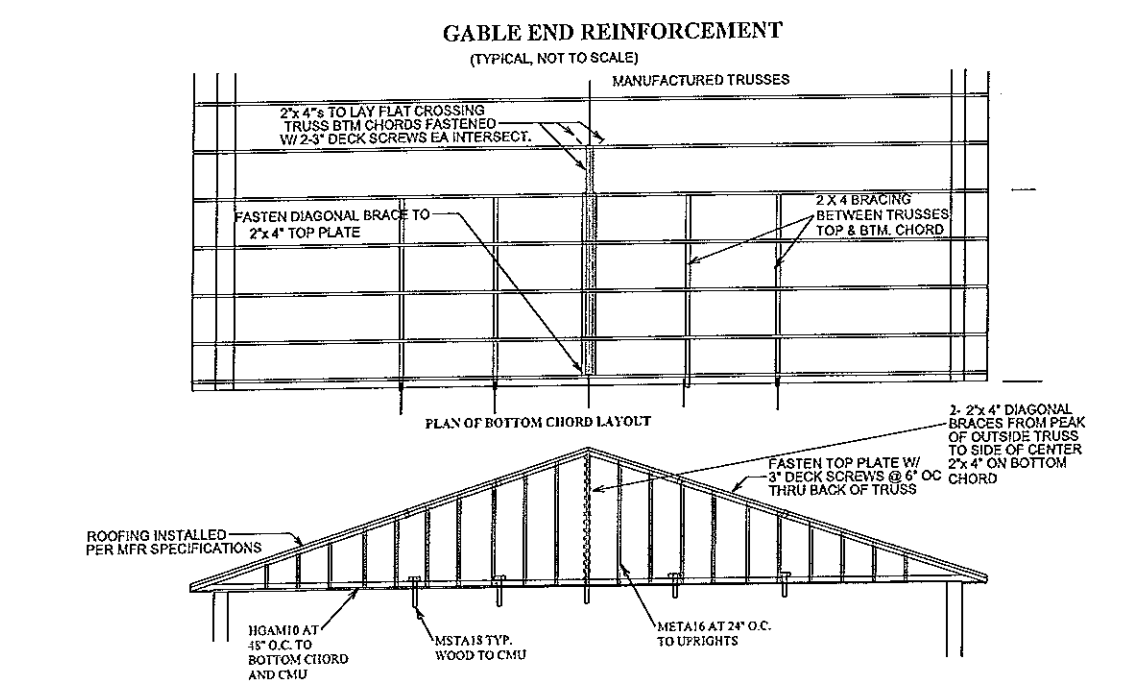 GABLE END REINFORCEMENT
(TYPICAL, NOT TO SCALE)
MANUFACTURED TRUSSES
2"x 4"s TO LAY FLAT CROSSING
TRUSS BTM CHORDS FASTENED
W/ 2-3" DECK SCREWS EA INTERSECT.
FASTEN DIAGONAL BRACE TO
2"x 4" TOP PLATE
2 X 4 BRACING
BETWEEN TRUSSES
TOP & BTM. CHORD
PLAN OF BOTTOM CHORD LAYOUT
2- 2"x 4" DIAGONAL
BRACES FROM PEAK
OF OUTSIDE TRUSS
TO SIDE OF CENTER
2"x 4" ON BOTTOM
CHORD
FASTEN TOP PLATE W/
3" DECK SCREWS @ 6" OC
THRU BACK OF TRUSS
ROOFING INSTALLED
PER MFR SPECIFICATIONS
HGAM10 AT
48" O.C. TO
BOTTOM CHORD
AND CMU
MSTA18 TYP.
WOOD TO CMU
META16 AT 24" O.C.
TO UPRIGHTS